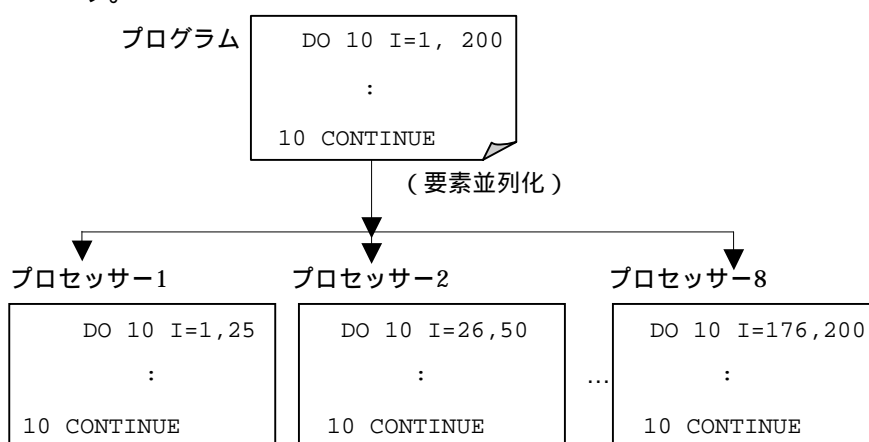 す。
プログラム
DO 10 I=1, 200
:
10 CONTINUE
(要素並列化)
プロセッサー1 プロセッサー2 プロセッサー8
DO 10 I=1,25 DO 10 I=26,50 DO 10 I=176,200
: : … :
10 CONTINUE 10 CONTINUE 10 CONTINUE